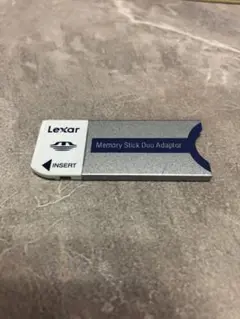 Lexar
INSERT
Memory Stick Duo Adaptor